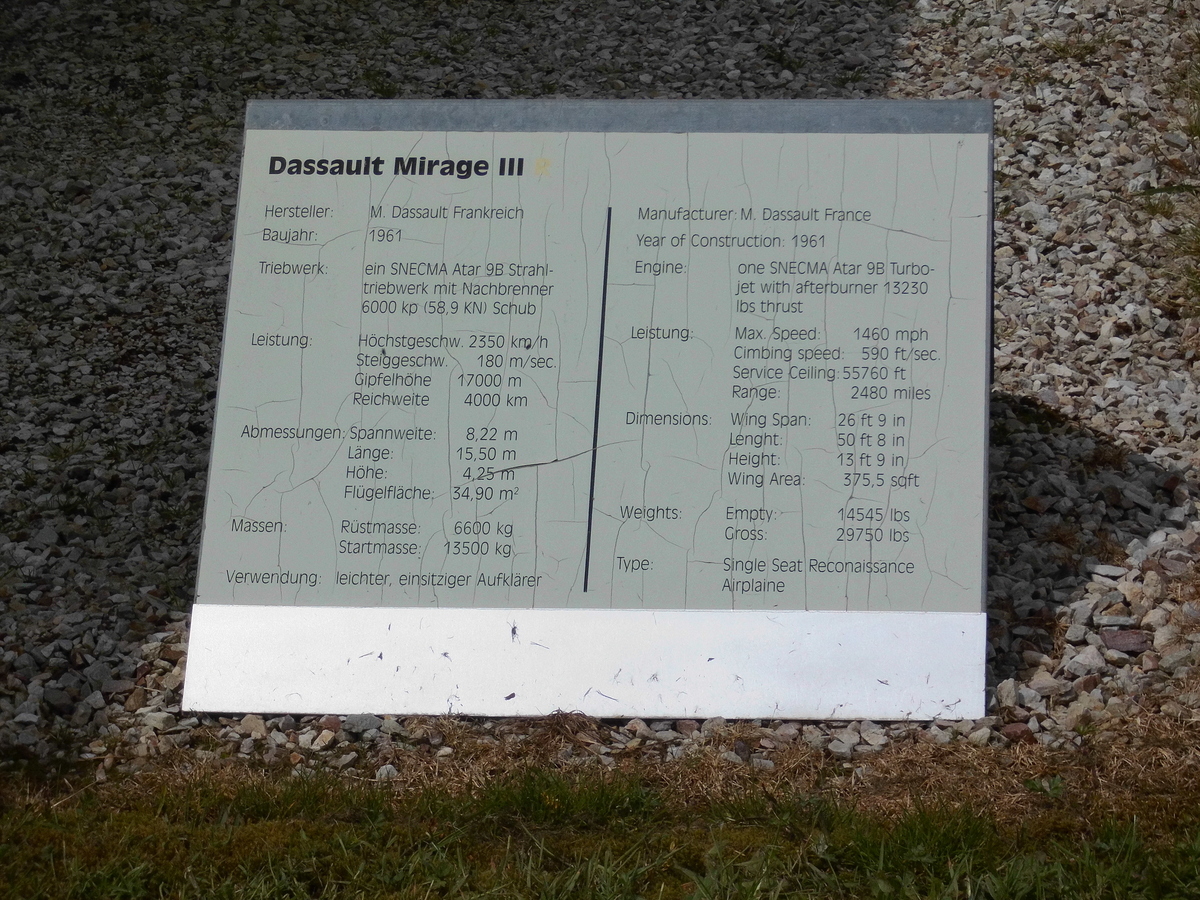 Dassault Mirage III
Hersteller: M. Dassault Frankreich
Baujahr: 1961
Triebwerk: ein SNECMA Atar 9B Strahl-
triebwerk mit Nachbrenner
6000 kp (58,9 KN) Schub
Leistung: Höchstgeschw. 2350 km/h
Steiggeschw. 180 m/sec.
Gipfelhöhe 17000 m
Reichweite 4000 km
Abmessungen: Spannweite: 8,22 m
Länge: 15,50 m
Höhe: 4,25 m
Flügelfläche: 34,90 m²
Massen: Rüstmasse: 6600 kg
Startmasse: 13500 kg
Verwendung: leichter, einsitziger Aufklärer
Manufacturer: M. Dassault France
Year of Construction: 1961
Engine: one SNECMA Atar 9B Turbo-
jet with afterburner 13230
lbs thrust
Leistung: Max. Speed: 1460 mph
Cimbing speed: 590 ft/sec.
Service Ceiling: 55760 ft
Range: 2480 miles
Dimensions: Wing Span: 26 ft 9 in
Lenght: 50 ft 8 in
Height: 13 ft 9 in
Wing Area: 375,5 sqft
Weights: Empty: 14545 lbs
Gross: 29750 lbs
Type: Single Seat Reconaissance
Airplaine